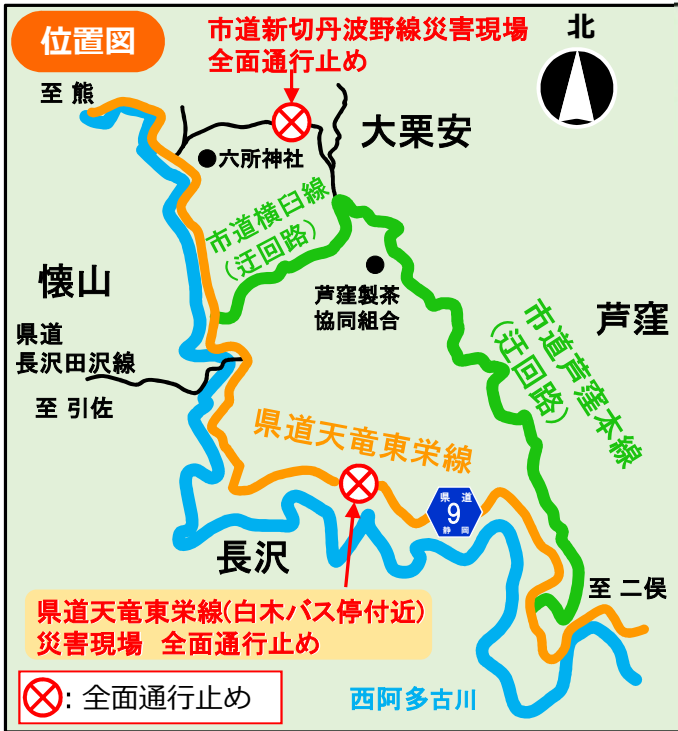 位置図
市道新切丹波野線災害現場
全面通行止め
北
至 熊
大栗安
六所神社
市道横臼線
(迂回路)
懐山
芦窪製茶
協同組合
芦窪
県道
長沢田沢線
市道芦窪本線
(迂回路)
至 引佐
県道天竜東栄線
県道
9
静岡
長沢
至 二俣
県道天竜東栄線(白木バス停付近)
災害現場 全面通行止め
: 全面通行止め
西阿多古川